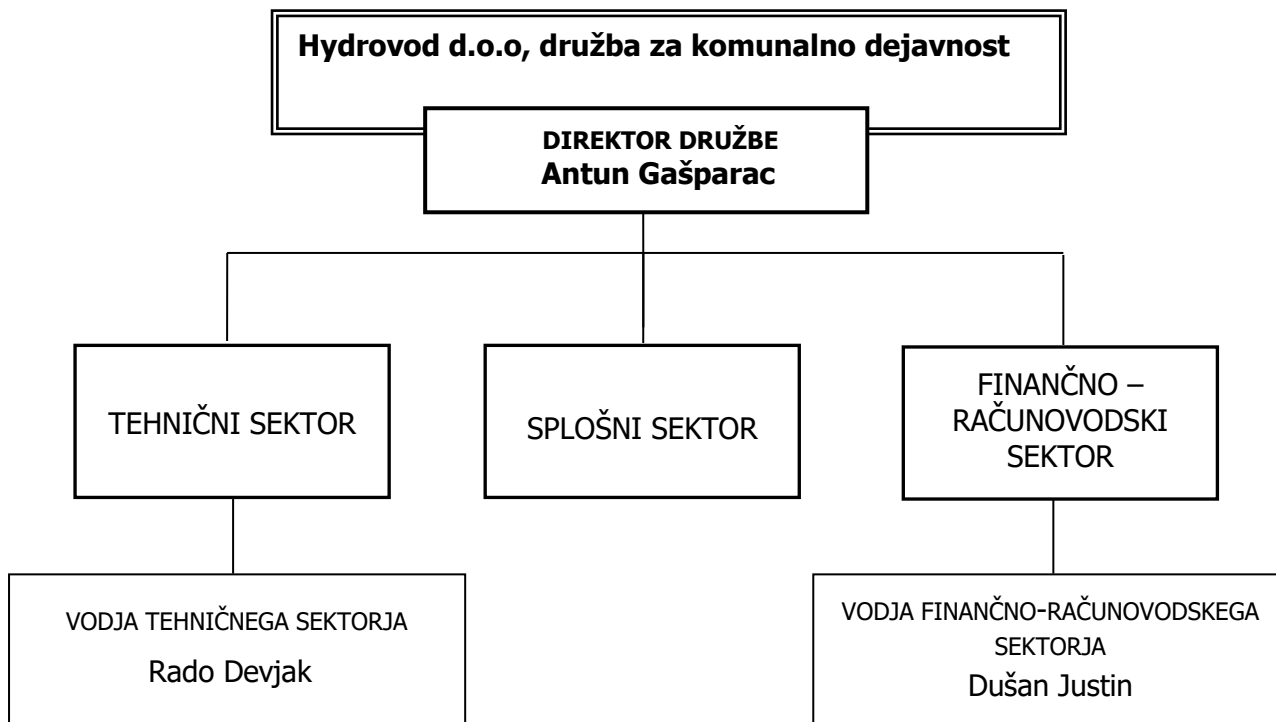 Hydrovod d.o.o, družba za komunalno dejavnost
DIREKTOR DRUŽBE
Antun Gašparac
TEHNIČNI SEKTOR
SPLOŠNI SEKTOR
FINANČNO –
RAČUNOVODSKI
SEKTOR
VODJA TEHNIČNEGA SEKTORJA
Rado Devjak
VODJA FINANČNO-RAČUNOVODSKEGA
SEKTORJA
Dušan Justin